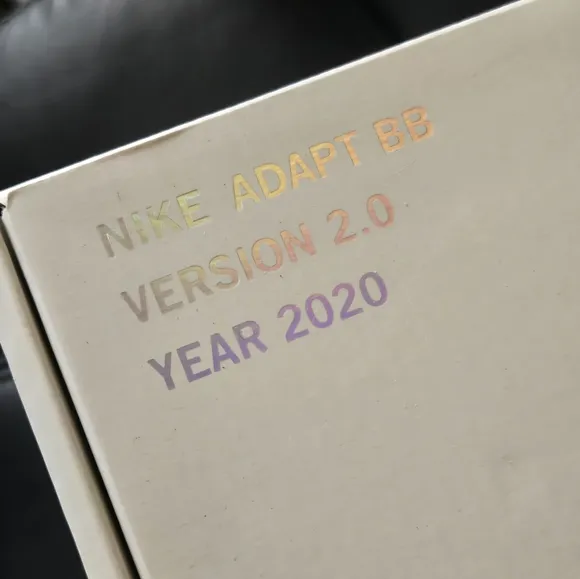 NIKE ADAPT BB
VERSION 2.0
YEAR 2020